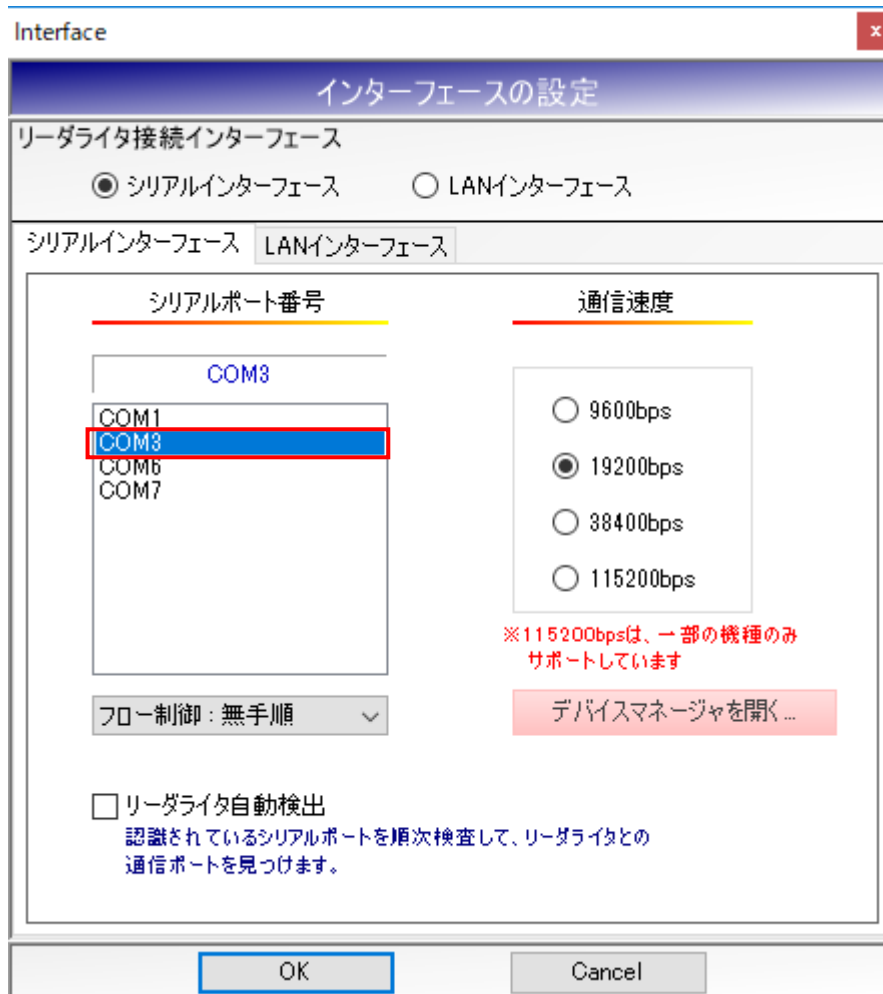 Interface
x
インターフェースの設定
リーダライタ接続インターフェース
シリアルインターフェース LANインターフェース
シリアルインターフェース LANインターフェース
シリアルポート番号 通信速度
COM3
COM1
COM3
COM6
COM7
9600bps
19200bps
38400bps
115200bps
※115200bpsは、一部の機種のみ
サポートしています
フロー制御 : 無手順 デバイスマネージャを開く...
リーダライタ自動検出
認識されているシリアルポートを順次検査して、リーダライタとの
通信ポートを見つけます。
OK Cancel